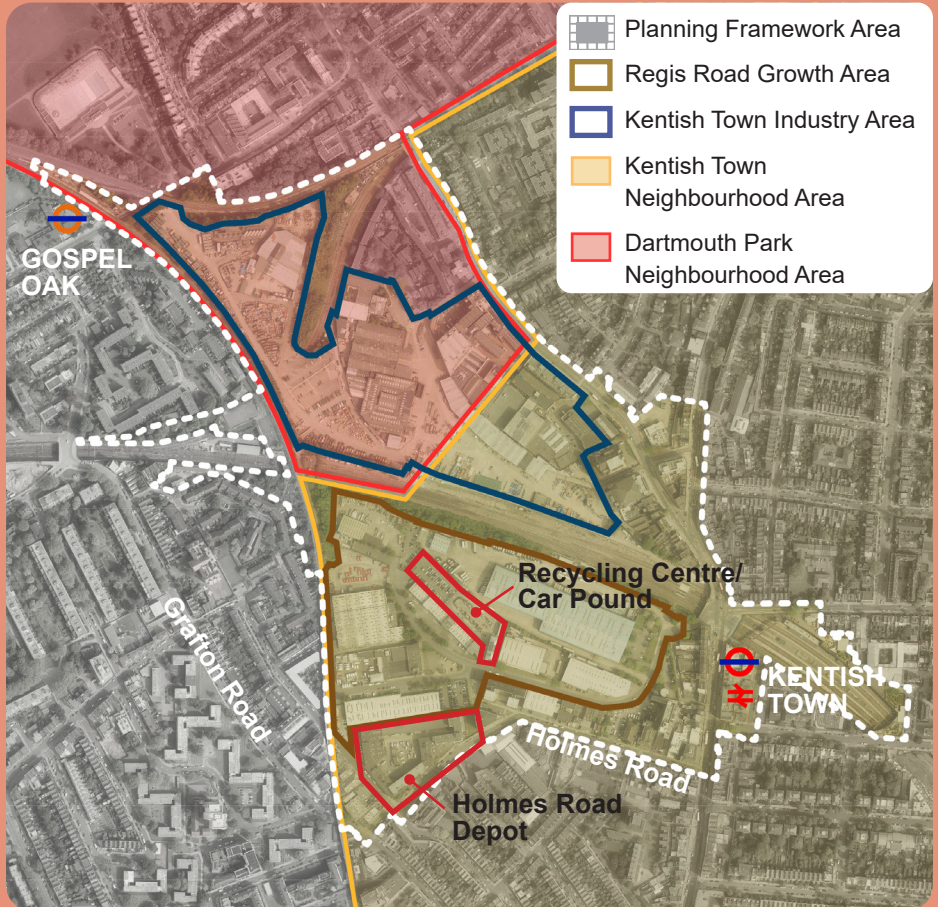 Planning Framework Area
Regis Road Growth Area
Kentish Town Industry Area
Kentish Town
Neighbourhood Area
Dartmouth Park
Neighbourhood Area
GOSPEL
OAK
Recycling Centre/
Car Pound
Grafton Road
KENTISH
TOWN
Holmes Road
Holmes Road
Depot